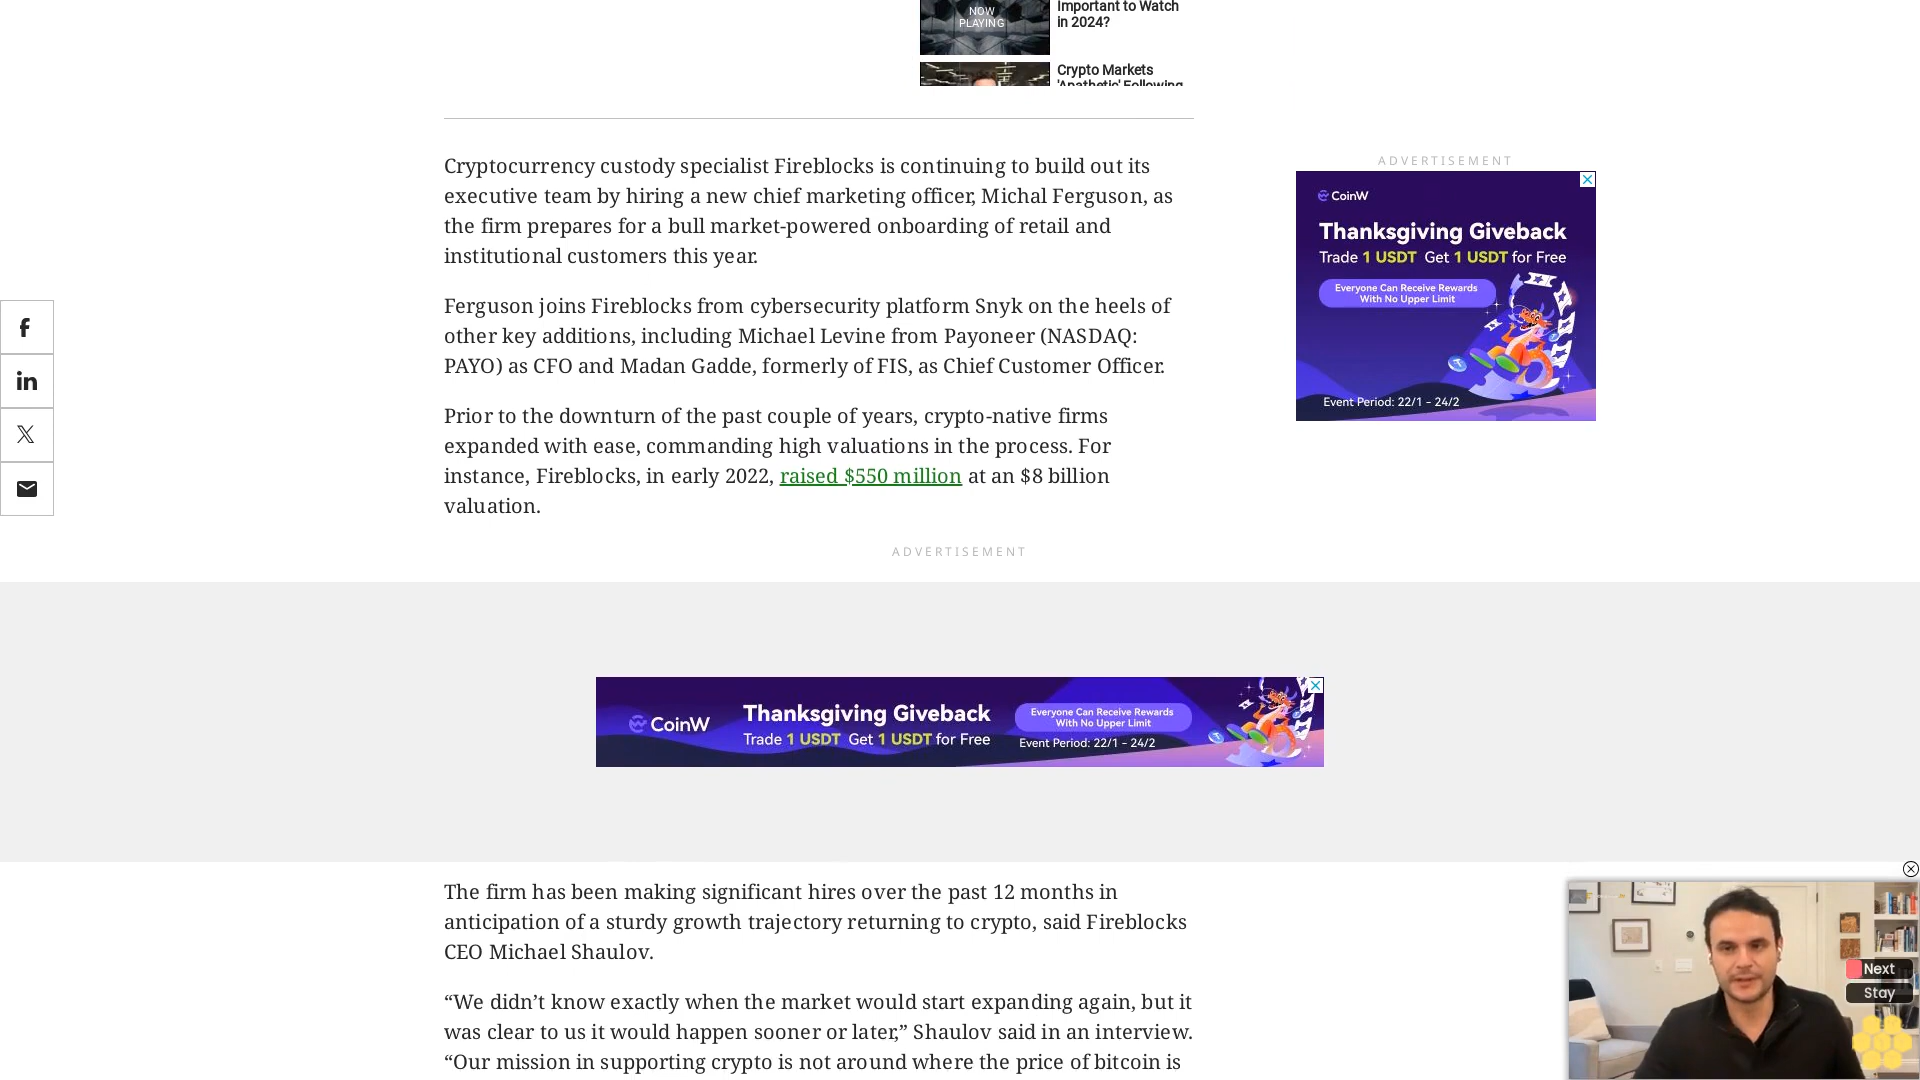 NOW
PLAYING
Important to Watch
in 2024?
Crypto Markets
'Apathetic' Following
Cryptocurrency custody specialist Fireblocks is continuing to build out its
executive team by hiring a new chief marketing officer, Michal Ferguson, as
the firm prepares for a bull market-powered onboarding of retail and
institutional customers this year.
Ferguson joins Fireblocks from cybersecurity platform Snyk on the heels of
other key additions, including Michael Levine from Payoneer (NASDAQ:
PAYO) as CFO and Madan Gadde, formerly of FIS, as Chief Customer Officer.
Prior to the downturn of the past couple of years, crypto-native firms
expanded with ease, commanding high valuations in the process. For
instance, Fireblocks, in early 2022, raised $550 million at an $8 billion
valuation.
ADVERTISEMENT
CoinW
Thanksgiving Giveback
Trade 1 USDT Get 1 USDT for Free
Everyone Can Receive Rewards
With No Upper Limit
Event Period: 22/1 - 24/2
ADVERTISEMENT
CoinW
Thanksgiving Giveback
Trade 1 USDT Get 1 USDT for Free
Everyone Can Receive Rewards
With No Upper Limit
Event Period: 22/1 - 24/2
The firm has been making significant hires over the past 12 months in
anticipation of a sturdy growth trajectory returning to crypto, said Fireblocks
CEO Michael Shaulov.
“We didn’t know exactly when the market would start expanding again, but it
was clear to us it would happen sooner or later,” Shaulov said in an interview.
“Our mission in supporting crypto is not around where the price of bitcoin is
Next
Stay